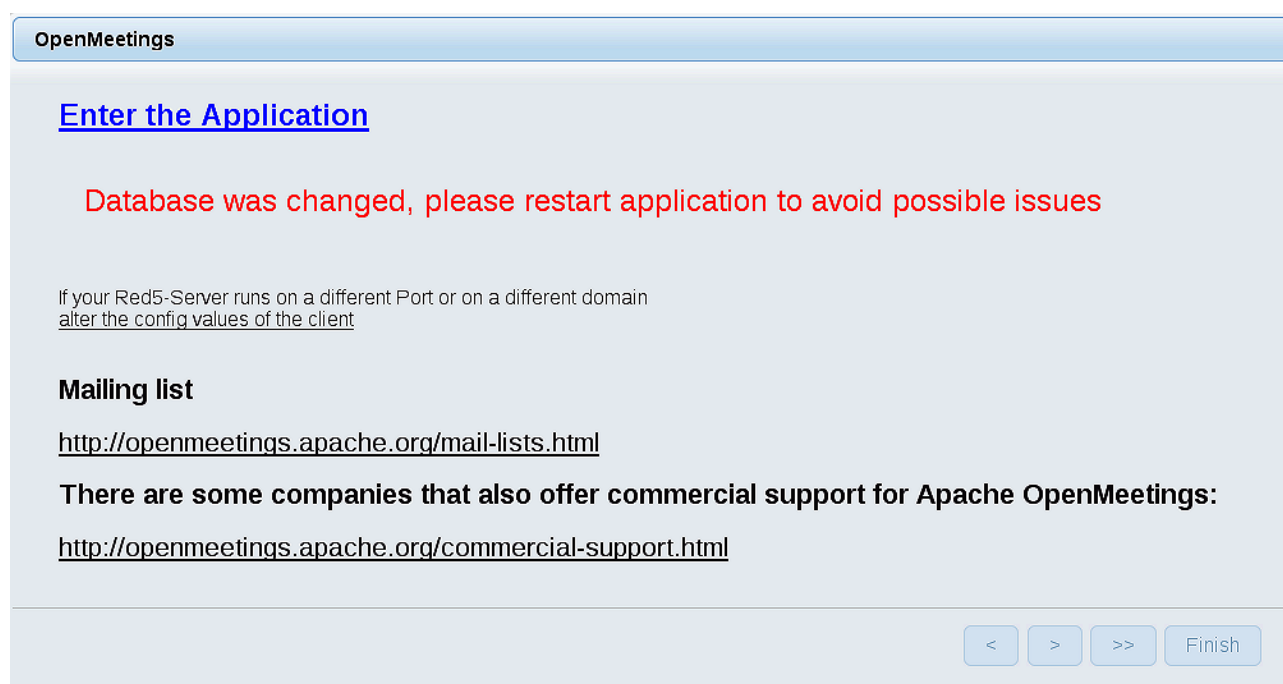 OpenMeetings
Enter the Application
Database was changed, please restart application to avoid possible issues
If your Red5-Server runs on a different Port or on a different domain
alter the config values of the client
Mailing list
http://openmeetings.apache.org/mail-lists.html
There are some companies that also offer commercial support for Apache OpenMeetings:
http://openmeetings.apache.org/commercial-support.html
< > >> Finish